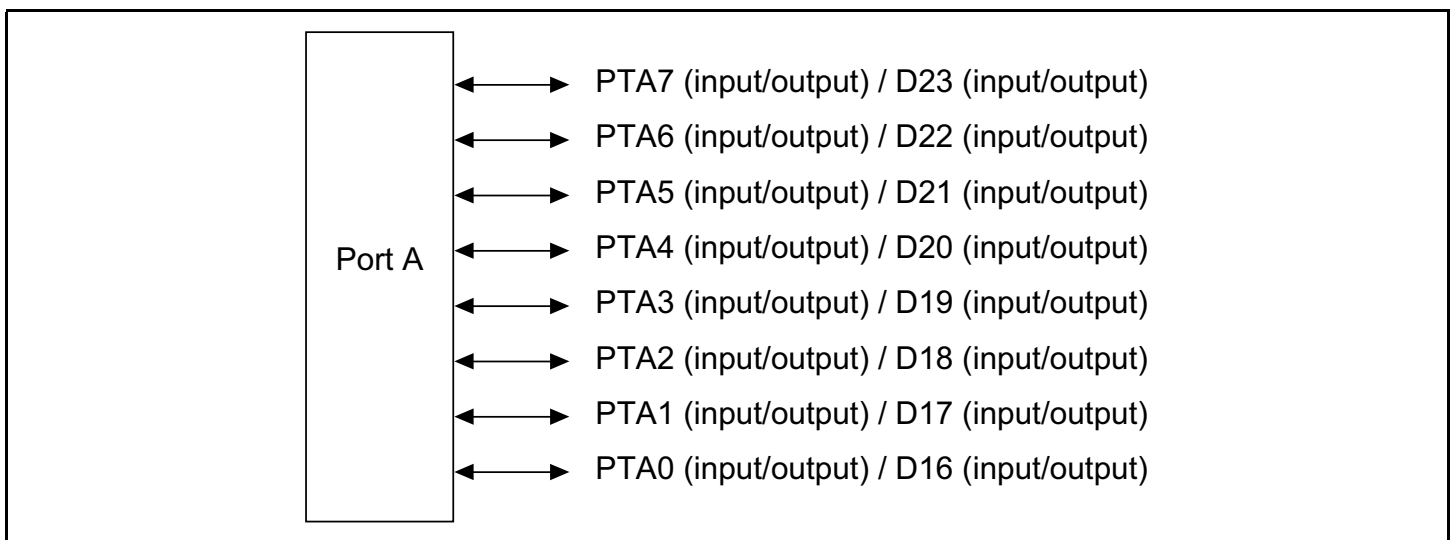 PTA7 (input/output) / D23 (input/output)
PTA6 (input/output) / D22 (input/output)
PTA5 (input/output) / D21 (input/output)
PTA4 (input/output) / D20 (input/output)
Port A
PTA3 (input/output) / D19 (input/output)
PTA2 (input/output) / D18 (input/output)
PTA1 (input/output) / D17 (input/output)
PTA0 (input/output) / D16 (input/output)